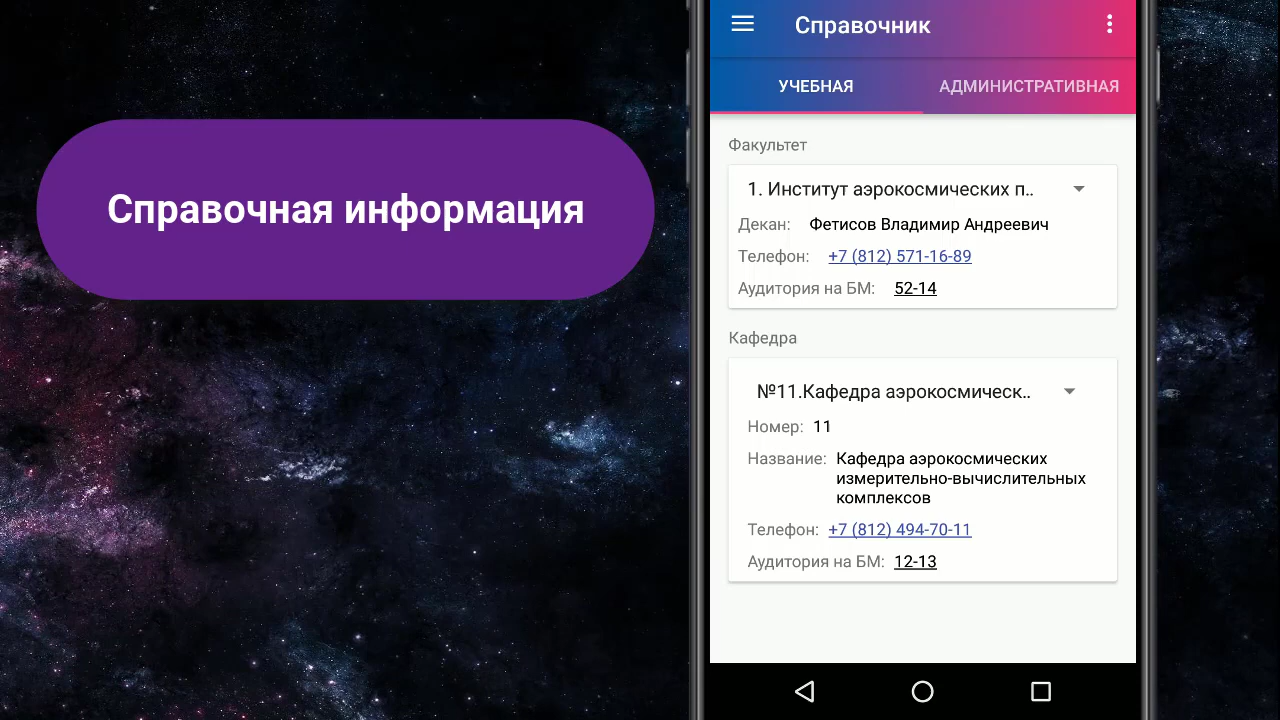 Справочная информация
Справочник
УЧЕБНАЯ
АДМИНИСТРАТИВНАЯ
Факультет
1. Институт аэрокосмических п..
Декан: Фетисов Владимир Андреевич
Телефон: +7 (812) 571-16-89
Аудитория на БМ: 52-14
Кафедра
№11.Кафедра аэрокосмическ..
Номер: 11
Название: Кафедра аэрокосмических
измерительно-вычислительных
комплексов
Телефон: +7 (812) 494-70-11
Аудитория на БМ: 12-13